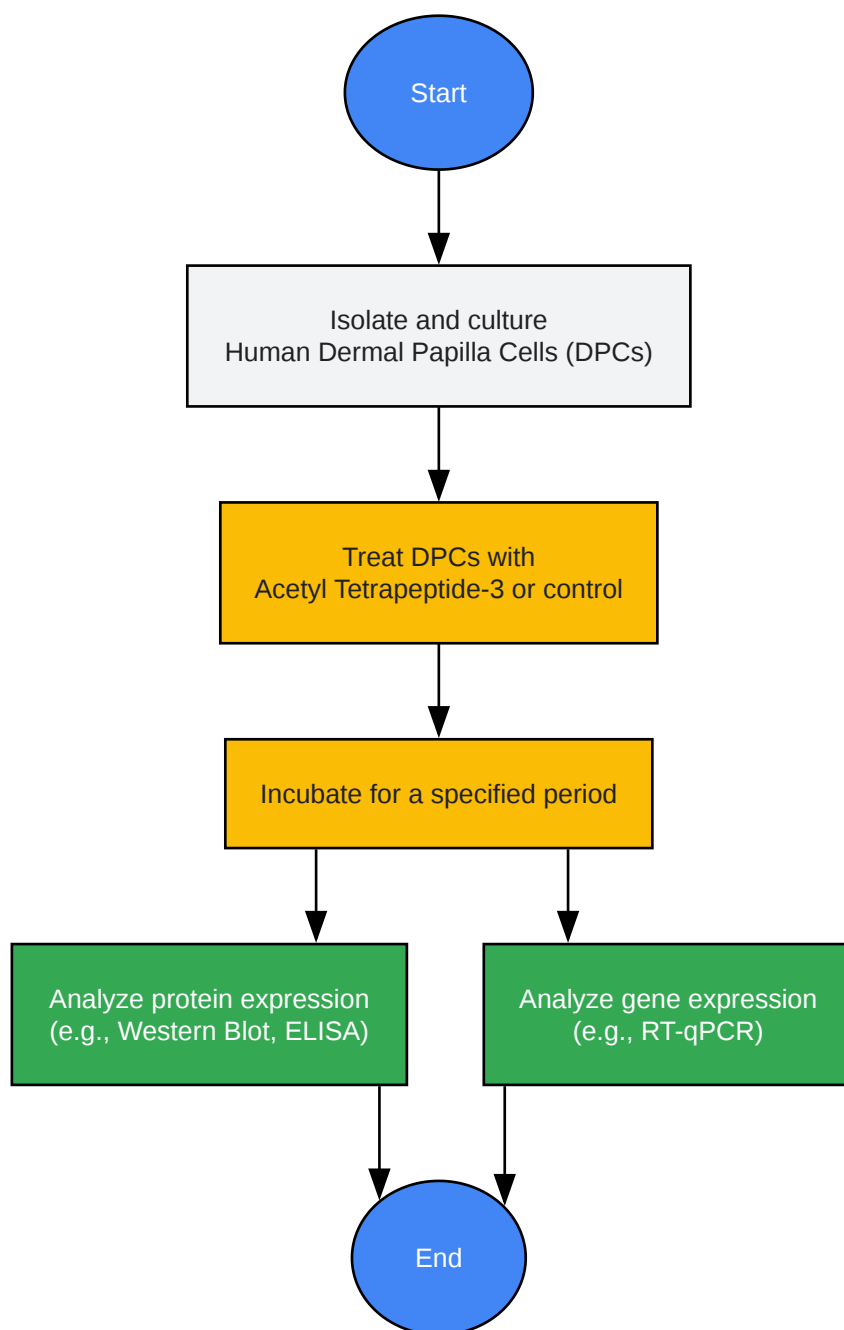 Start
Isolate and culture
Human Dermal Papilla Cells (DPCs)
Treat DPCs with
Acetyl Tetrapeptide-3 or control
Incubate for a specified period
Analyze protein expression
(e.g., Western Blot, ELISA)
Analyze gene expression
(e.g., RT-qPCR)
End